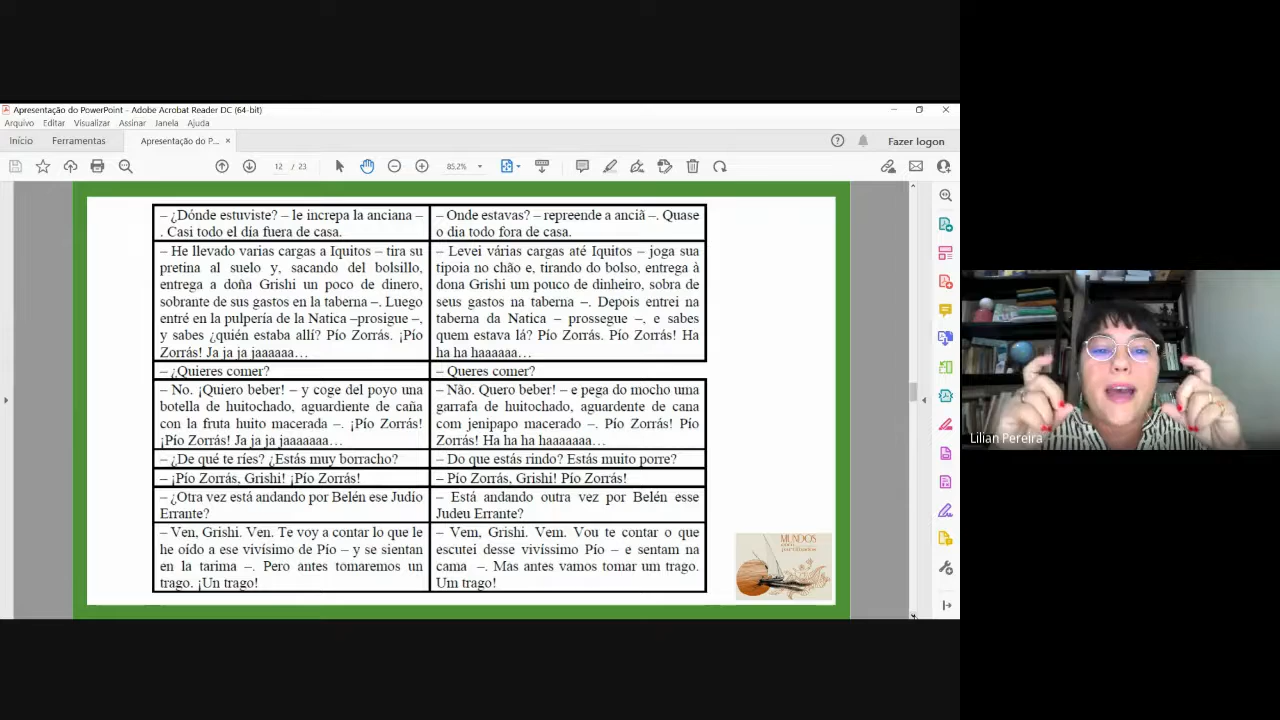 Apresentação do PowerPoint - Adobe Acrobat Reader DC (64-bit)
Arquivo Editar Visualizar Assinar Janela Ajuda
Início Ferramentas Apresentação do P... × Fazer logon
12 / 23 85,2%
– ¿Dónde estuviste? – le increpa la anciana –
. Casi todo el día fuera de casa.
– Onde estavas? – repreende a anciã –. Quase
o dia todo fora de casa.
– He llevado varias cargas a Iquitos – tira su
pretina al suelo y, sacando del bolsillo,
entrega a doña Grishi un poco de dinero,
sobrante de sus gastos en la taberna –. Luego
entré en la pulpería de la Natica –prosigue –,
y sabes ¿quién estaba allí? Pío Zorrás. ¡Pío
Zorrás! Ja ja ja jaaaaaa…
– Levei várias cargas até Iquitos – joga sua
tipoia no chão e, tirando do bolso, entrega à
dona Grishi um pouco de dinheiro, sobra de
seus gastos na taberna –. Depois entrei na
taberna da Natica – prossegue –, e sabes
quem estava lá? Pío Zorrás. Pío Zorrás! Ha
ha ha haaaaaa…
– ¿Quieres comer?
– Queres comer?
– No. ¡Quiero beber! – y coge del poyo una
botella de huitochado, aguardiente de caña
con la fruta huito macerada –. ¡Pío Zorrás!
¡Pío Zorrás! Ja ja ja jaaaaaaa…
– Não. Quero beber! – e pega do mocho uma
garrafa de huitochado, aguardente de cana
com jenipapo macerado –. Pío Zorrás! Pío
Zorrás! Ha ha ha haaaaaaa…
– ¿De qué te ríes? ¿Estás muy borracho?
– Do que estás rindo? Estás muito porre?
– ¡Pío Zorrás, Grishi! ¡Pío Zorrás!
– Pío Zorrás, Grishi! Pío Zorrás!
– ¿Otra vez está andando por Belén ese Judío
Errante?
– Está andando outra vez por Belén esse
Judeu Errante?
– Ven, Grishi. Ven. Te voy a contar lo que le
he oído a ese vivísimo de Pío – y se sientan
en la tarima –. Pero antes tomaremos un
trago. ¡Un trago!
– Vem, Grishi. Vem. Vou te contar o que
escutei desse vivíssimo Pío – e sentam na
cama –. Mas antes vamos tomar um trago.
Um trago!
MUNDOS
Lilian Pereira